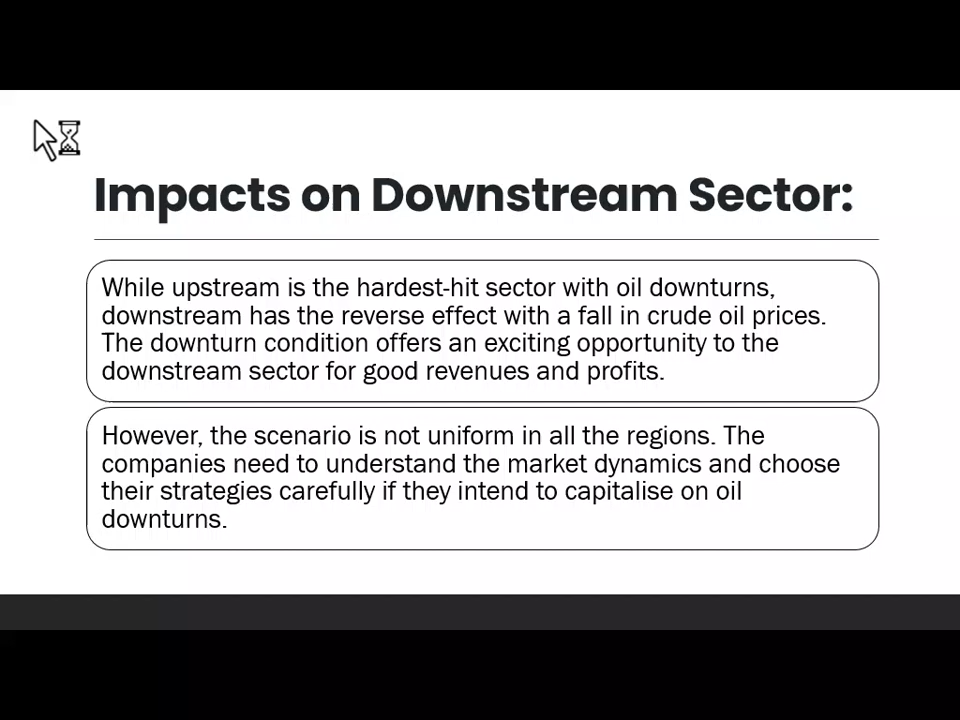 Impacts on Downstream Sector:
While upstream is the hardest-hit sector with oil downturns,
downstream has the reverse effect with a fall in crude oil prices.
The downturn condition offers an exciting opportunity to the
downstream sector for good revenues and profits.
However, the scenario is not uniform in all the regions. The
companies need to understand the market dynamics and choose
their strategies carefully if they intend to capitalise on oil
downturns.